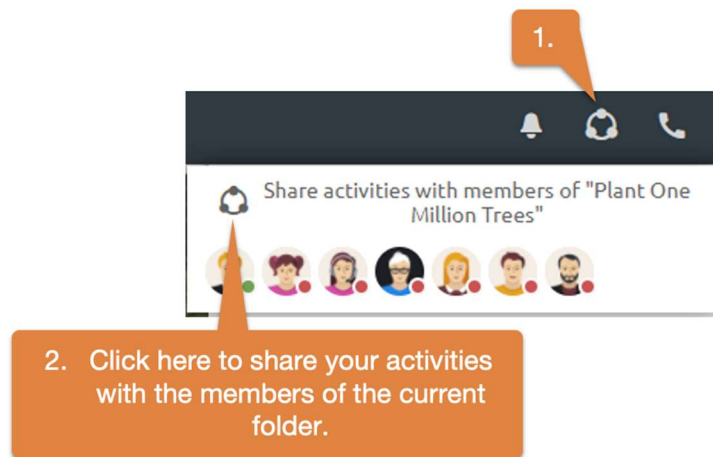 1.
Share activities with members of "Plant One
Million Trees"
2. Click here to share your activities
with the members of the current
folder.